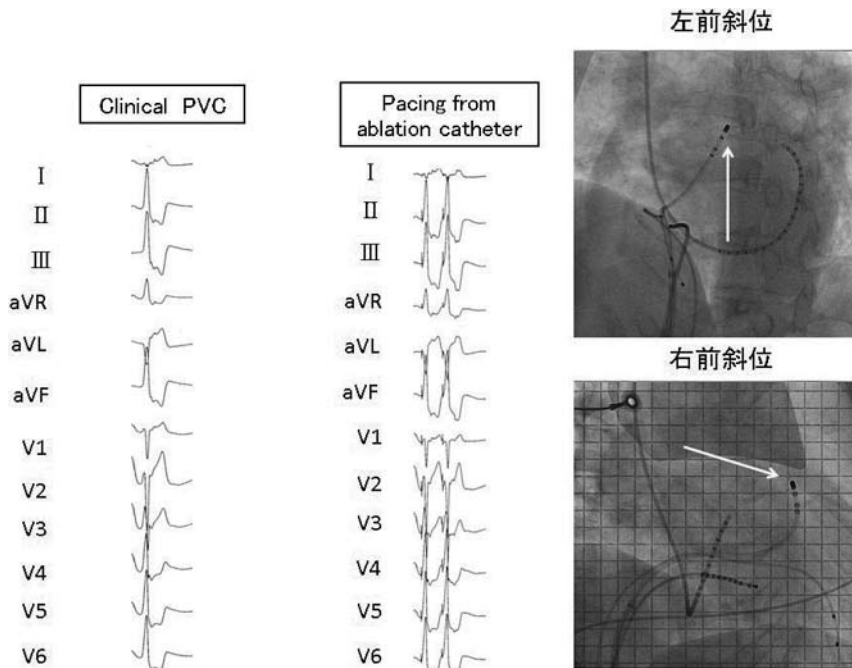 Clinical PVC
I
II
III
aVR
aVL
aVF
V1
V2
V3
V4
V5
V6
Pacing from
ablation catheter
I
II
III
aVR
aVL
aVF
V1
V2
V3
V4
V5
V6
左前斜位
右前斜位